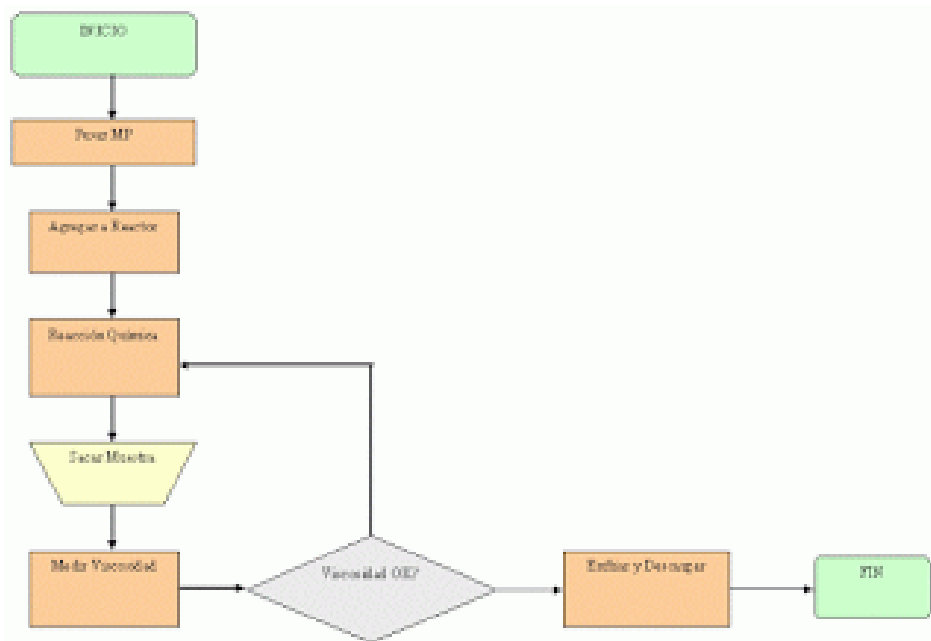 INICIO
Pesar MP
Agregar a Reactor
Reacción Química
Sacar Muestra
Medir Viscosidad
Viscosidad OK?
Enfriar y Descargar
FIN